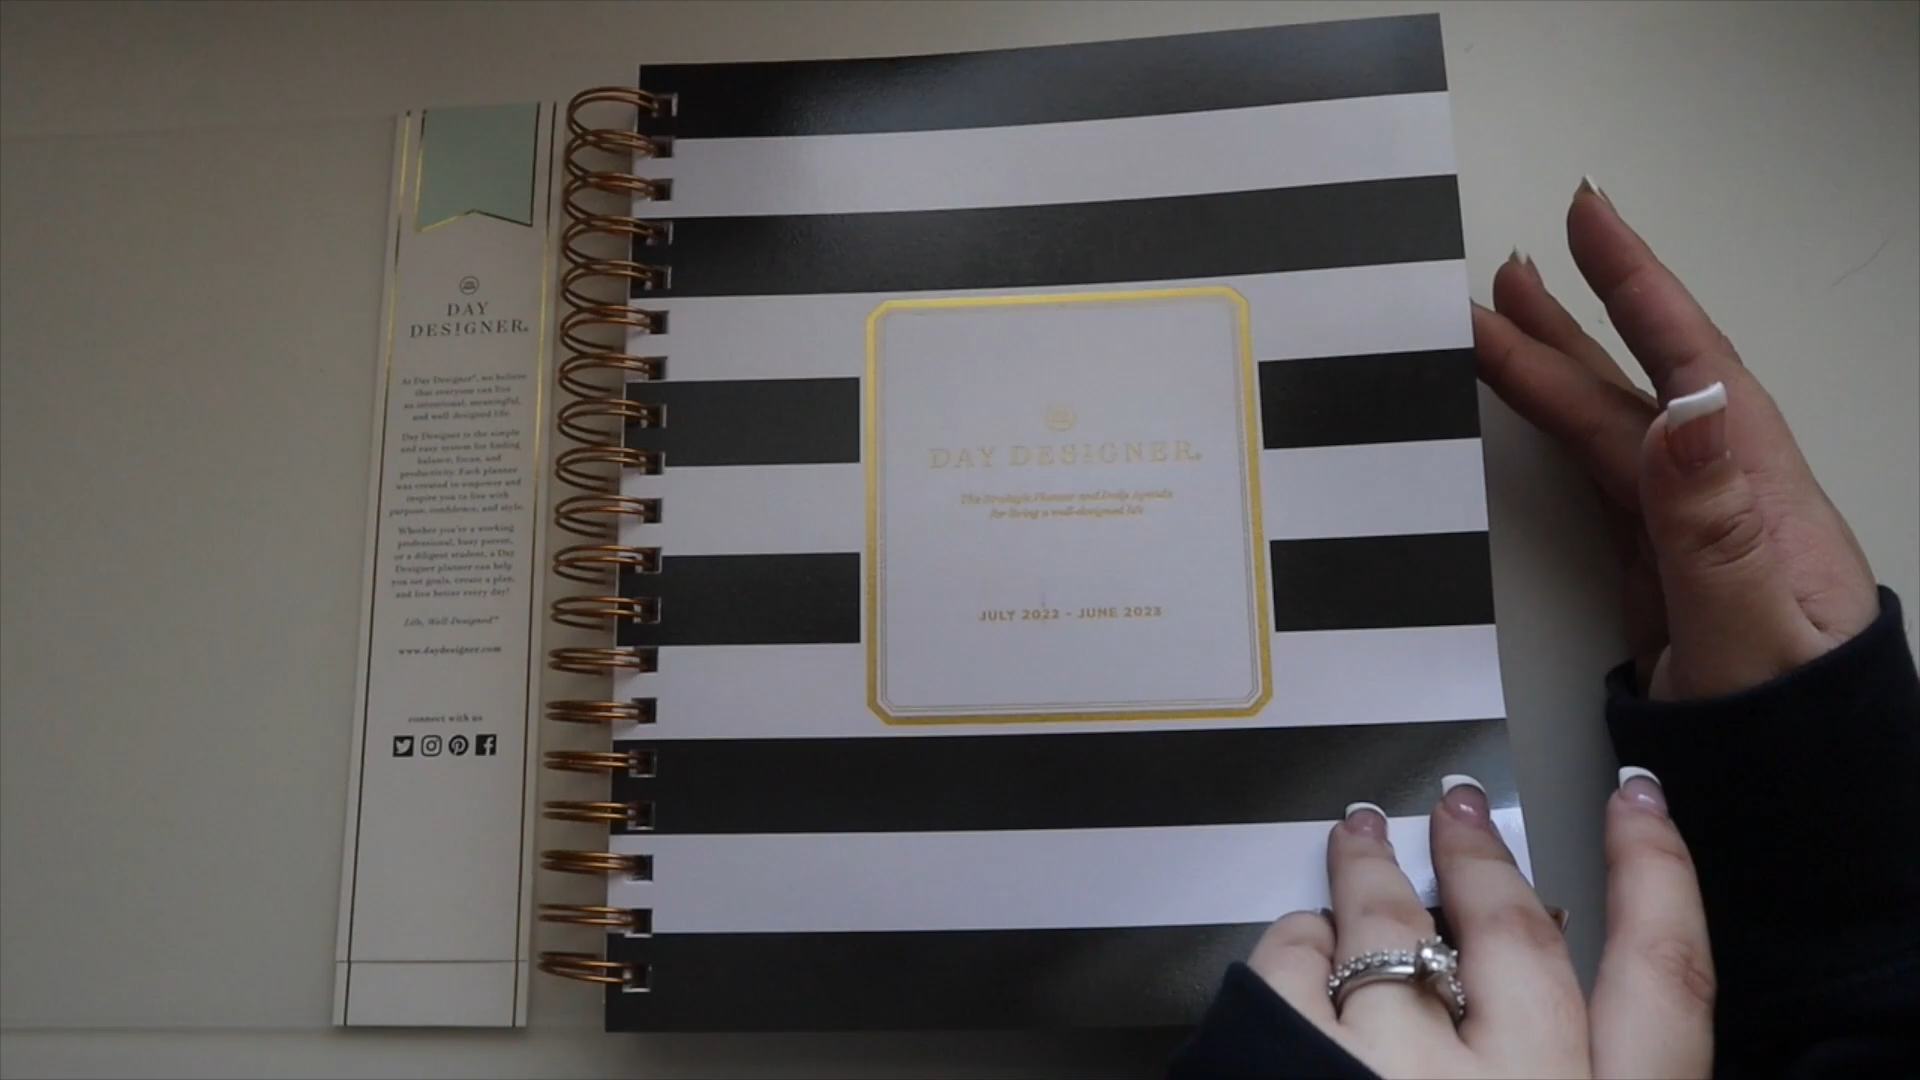 DAY
DESIGNER®
At Day Designer®, we believe
that everyone can live
an intentional, meaningful,
and well-designed life.
Day Designer is the simple
and easy system for finding
balance, focus, and
productivity. Each planner
was created to empower and
inspire you to live with
purpose, confidence, and style.
Whether you're a working
professional, busy parent,
or a diligent student, a Day
Designer planner can help
you set goals, create a plan,
and live better every day!
Life, Well-Designed™
www.daydesigner.com
connect with us
DAY DESIGNER®
The Strategic Planner and Daily Agenda
for living a well-designed life
JULY 2022 - JUNE 2023